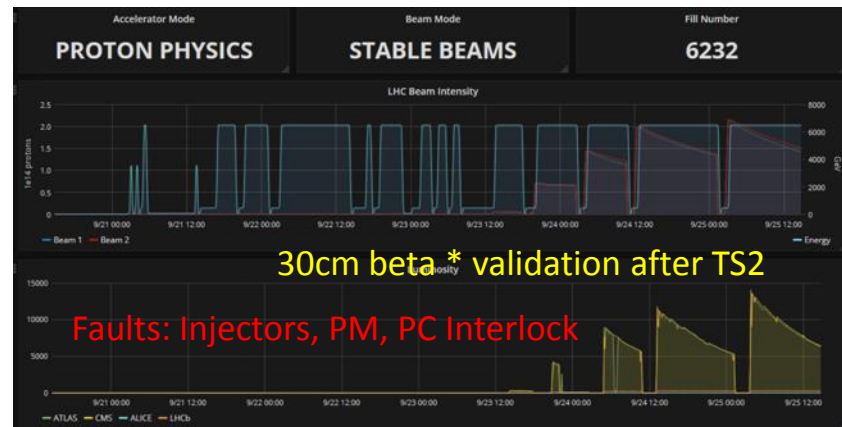 Accelerator Mode
Beam Mode
Fill Number
PROTON PHYSICS
STABLE BEAMS
6232
LHC Beam Intensity
2.5
8000
2.0
6000
1.5
4000
1.0
2000
0.5
0
0
1e14 protons
GeV
9/21 00:00
9/21 12:00
9/22 00:00
9/22 12:00
9/23 00:00
9/23 12:00
9/24 00:00
9/24 12:00
9/25 00:00
9/25 12:00
Beam 1
Beam 2
Energy
30cm beta * validation after TS2
15000
10000
Faults: Injectors, PM, PC Interlock
5000
0
9/21 00:00
9/21 12:00
9/22 00:00
9/22 12:00
9/23 00:00
9/23 12:00
9/24 00:00
9/24 12:00
9/25 00:00
9/25 12:00
ATLAS
CMS
ALICE
LHCb